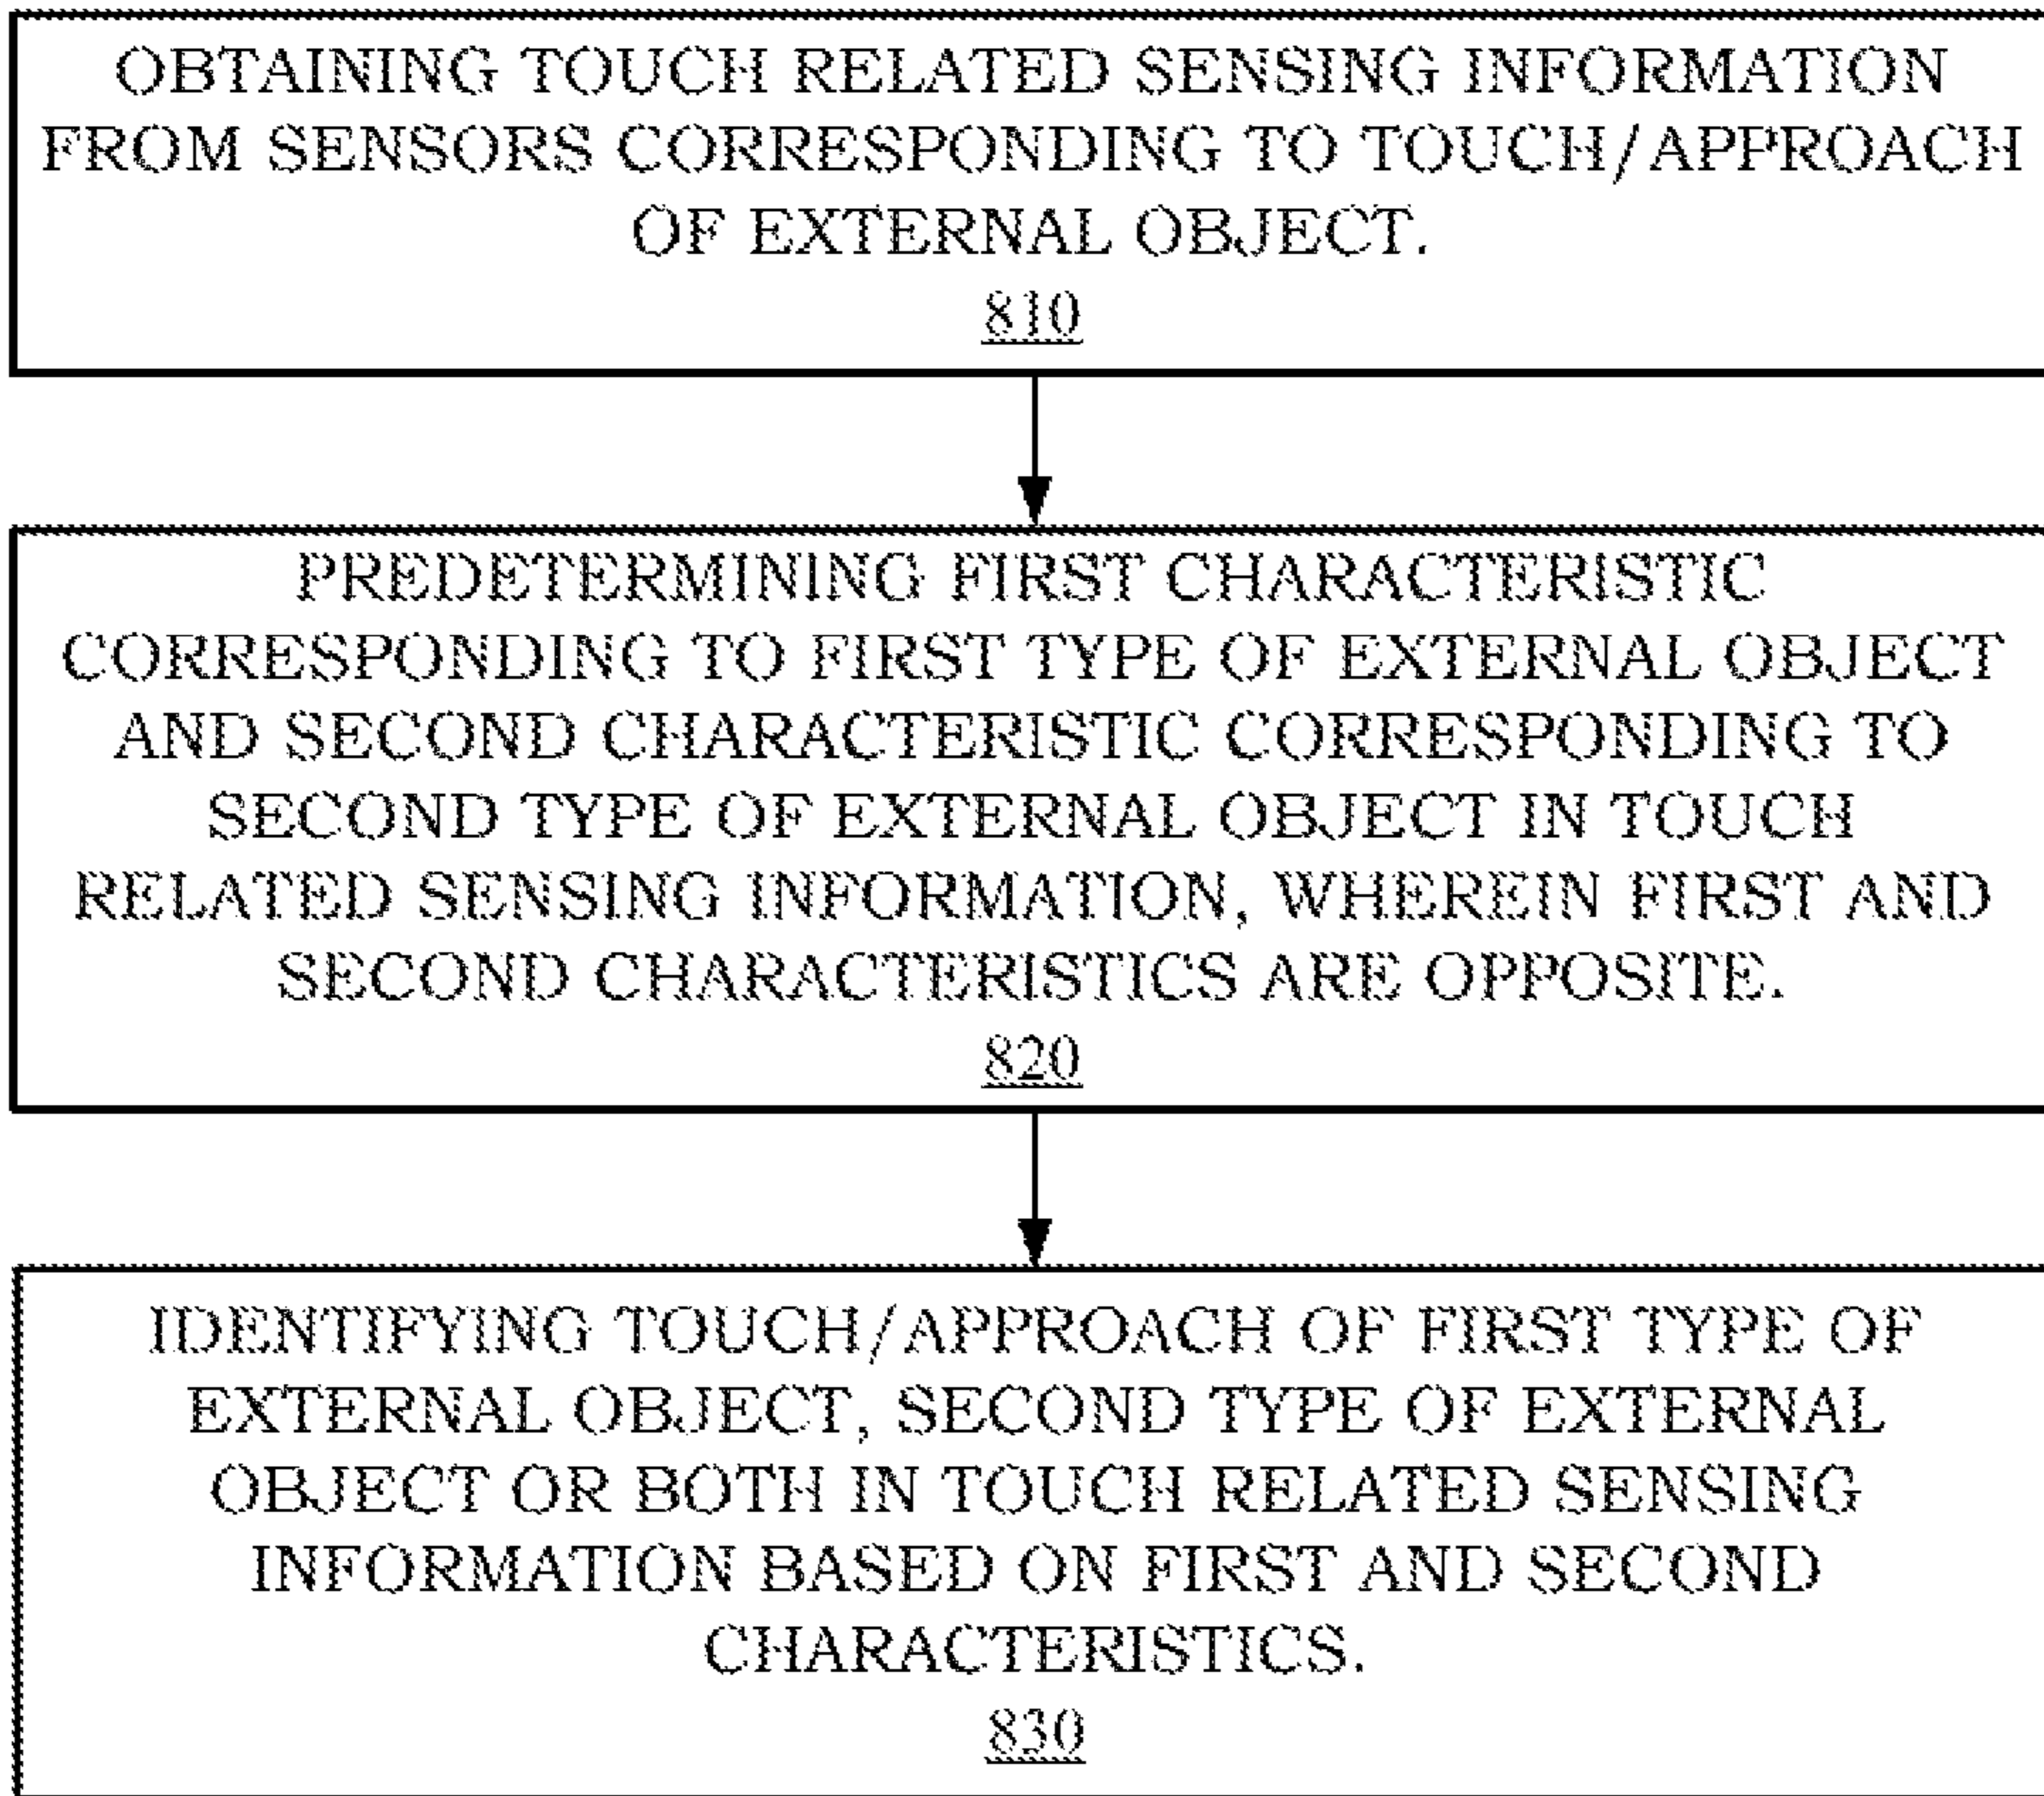 OBTAINING TOUCH RELATED SENSING INFORMATION
FROM SENSORS CORRESPONDING TO TOUCH/APPROACH
OF EXTERNAL OBJECT.
810
PREDETERMINING FIRST CHARACTERISTIC
CORRESPONDING TO FIRST TYPE OF EXTERNAL OBJECT
AND SECOND CHARACTERISTIC CORRESPONDING TO
SECOND TYPE OF EXTERNAL OBJECT IN TOUCH
RELATED SENSING INFORMATION, WHEREIN FIRST AND
SECOND CHARACTERISTICS ARE OPPOSITE.
820
IDENTIFYING TOUCH/APPROACH OF FIRST TYPE OF
EXTERNAL OBJECT, SECOND TYPE OF EXTERNAL
OBJECT OR BOTH IN TOUCH RELATED SENSING
INFORMATION BASED ON FIRST AND SECOND
CHARACTERISTICS.
830